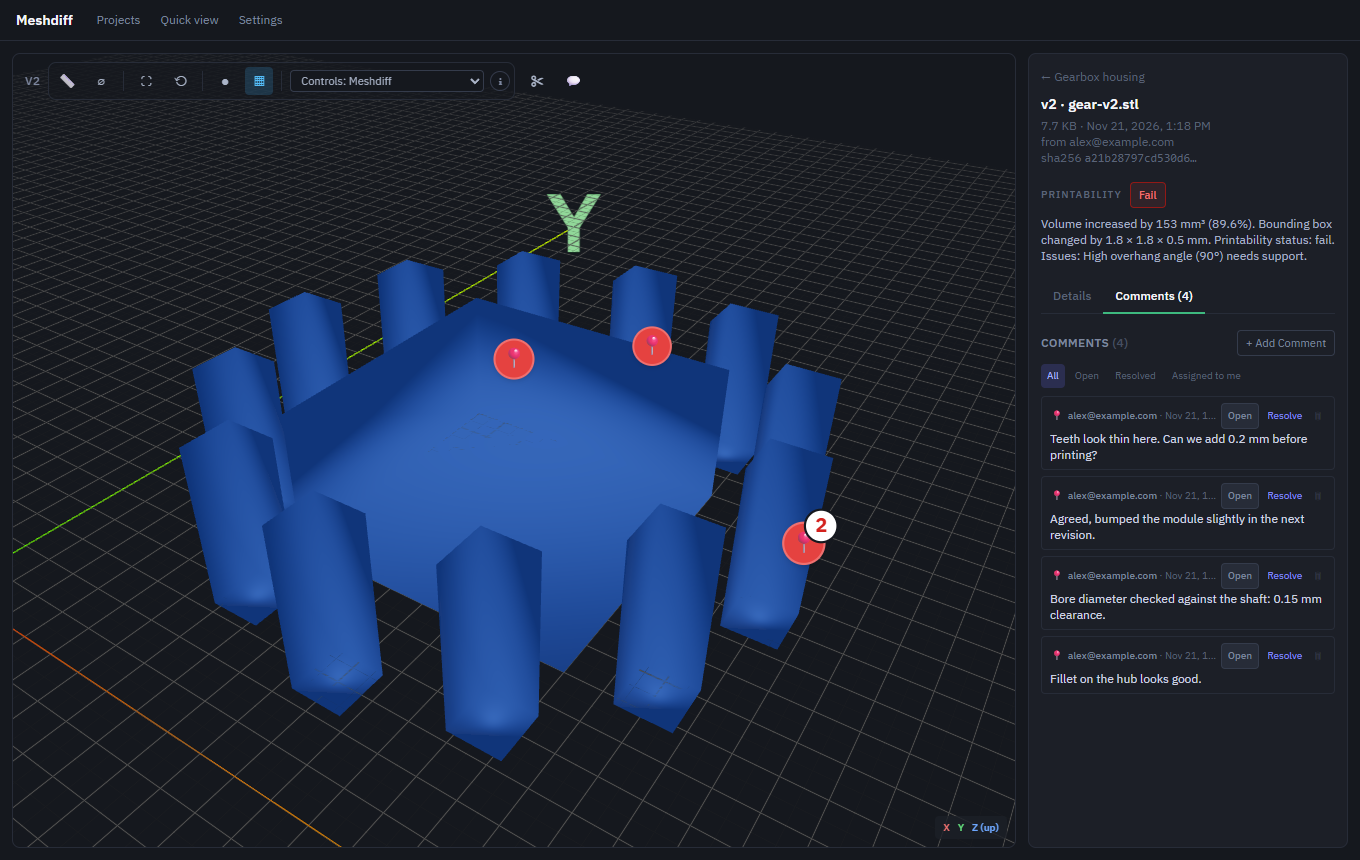 Meshdiff Projects Quick view Settings
V2 Controls: Meshdiff i
← Gearbox housing
v2 · gear-v2.stl
7.7 KB · Nov 21, 2026, 1:18 PM
from alex@example.com
sha256 a21b28797cd530d6…
PRINTABILITY Fail
Volume increased by 153 mm³ (89.6%). Bounding box
changed by 1.8 × 1.8 × 0.5 mm. Printability status: fail.
Issues: High overhang angle (90°) needs support.
Details Comments (4)
COMMENTS (4) + Add Comment
All Open Resolved Assigned to me
alex@example.com · Nov 21, 1... Open Resolve
Teeth look thin here. Can we add 0.2 mm before
printing?
alex@example.com · Nov 21, 1... Open Resolve
Agreed, bumped the module slightly in the next
revision.
alex@example.com · Nov 21, 1... Open Resolve
Bore diameter checked against the shaft: 0.15 mm
clearance.
alex@example.com · Nov 21, 1... Open Resolve
Fillet on the hub looks good.
Y
2
X Y Z (up)